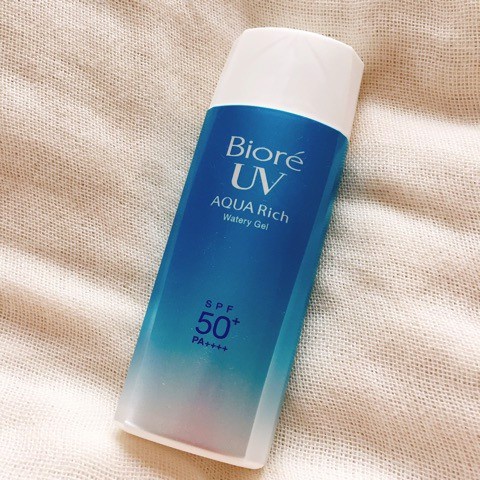 Bioré
UV
AQUA Rich
Watery Gel
SPF
50+
PA++++